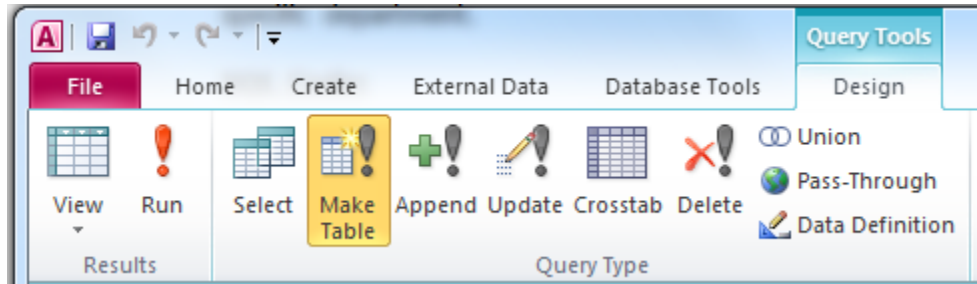 A
Query Tools
File Home Create External Data Database Tools Design
View Run Select Make Table Append Update Crosstab Delete
Union
Pass-Through
Data Definition
Results Query Type